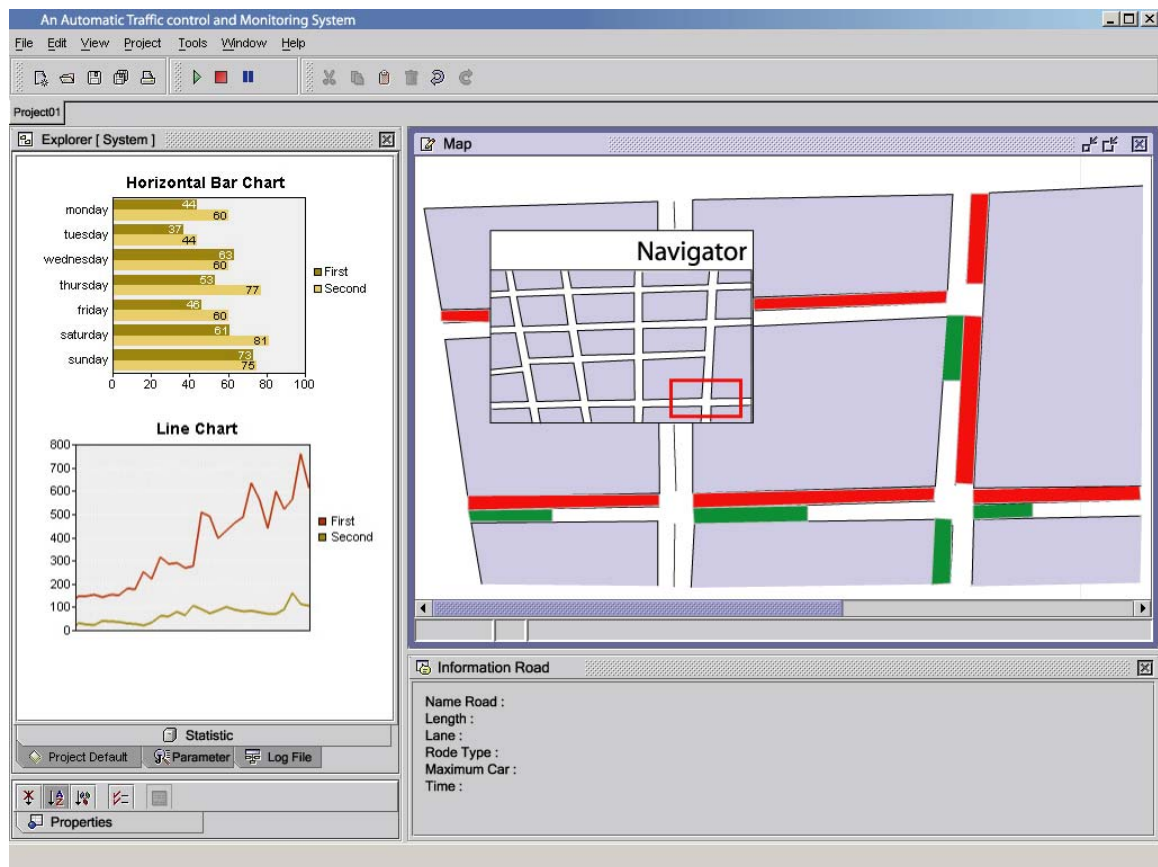 An Automatic Traffic control and Monitoring System
File Edit View Project Tools Window Help
Project01
Explorer [ System ]
Horizontal Bar Chart
monday 44 60
tuesday 37 44
wednesday 63 60
thursday 53 77
friday 46 60
saturday 61 81
sunday 73 75
0 20 40 60 80 100
First
Second
Line Chart
800
700
600
500
400
300
200
100
0
First
Second
Statistic
Project Default Parameter Log File
Properties
Map
Navigator
Information Road
Name Road :
Length :
Lane :
Rode Type :
Maximum Car :
Time :